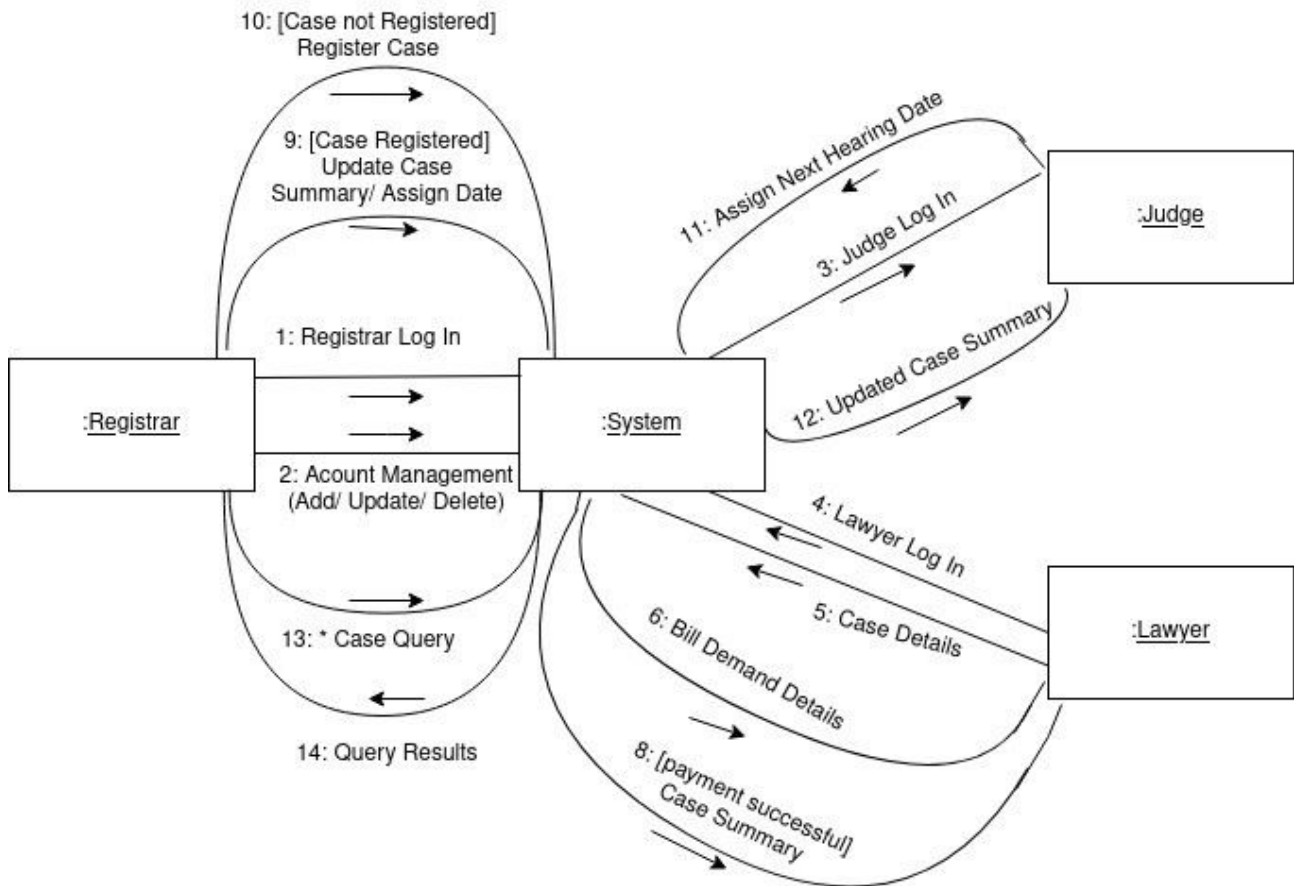 10: [Case not Registered]
Register Case
9: [Case Registered]
Update Case
Summary/ Assign Date
11: Assign Next Hearing Date
3: Judge Log In
:Judge
12: Updated Case Summary
1: Registrar Log In
:Registrar
:System
2: Acount Management
(Add/ Update/ Delete)
4: Lawyer Log In
5: Case Details
:Lawyer
6: Bill Demand Details
13: * Case Query
14: Query Results
8: [payment successful]
Case Summary